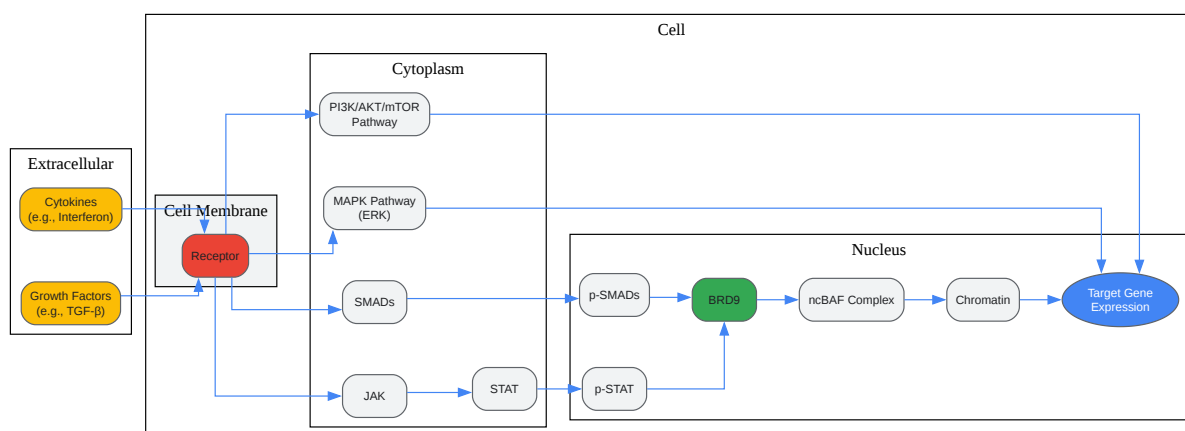 Cell
Cytoplasm
PI3K/AKT/mTOR
Pathway
Extracellular
Cytokines
(e.g., Interferon)
Cell Membrane
MAPK Pathway
(ERK)
Receptor
Nucleus
Growth Factors
(e.g., TGF-β)
SMADs
p-SMADs
BRD9
ncBAF Complex
Chromatin
Target Gene
Expression
JAK
STAT
p-STAT